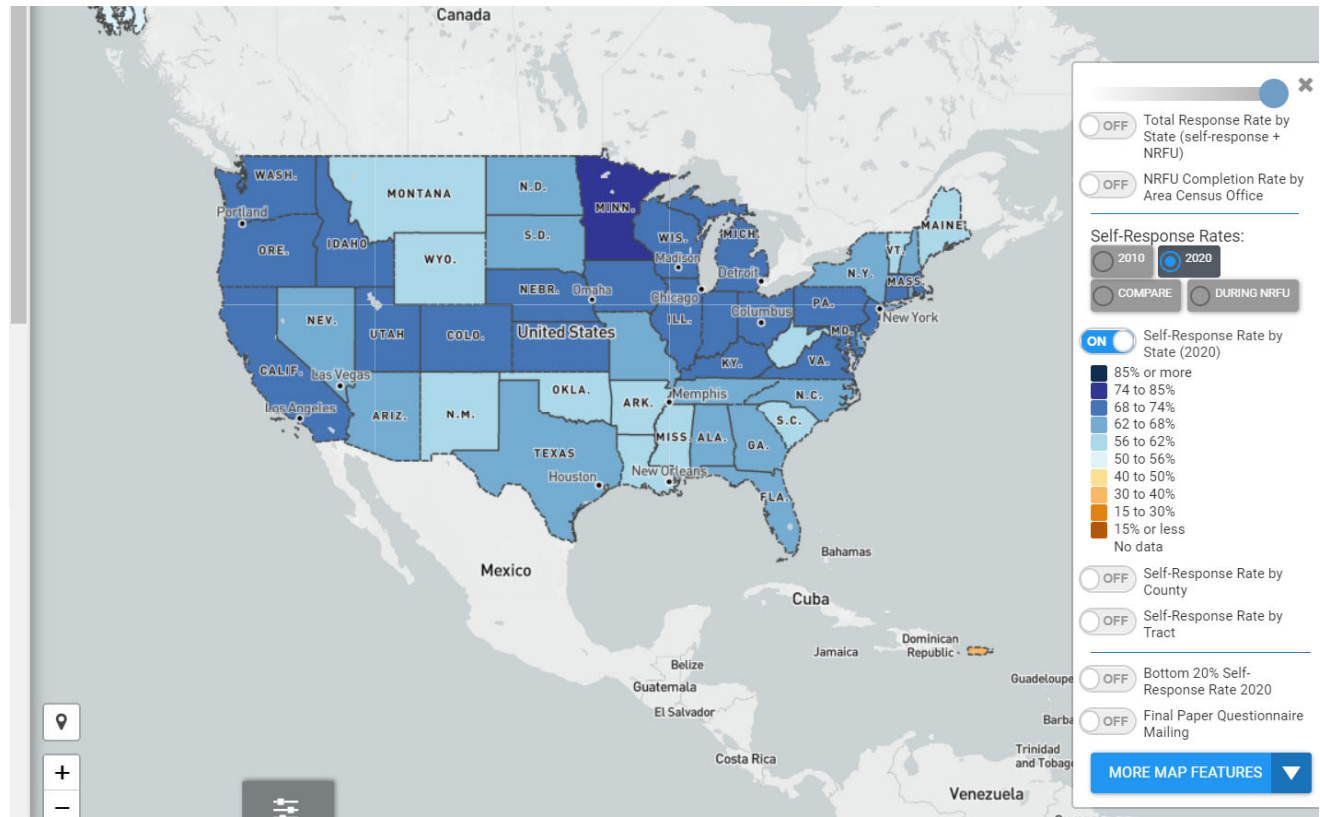 Canada
WASH.
MONTANA
N.D.
MINN.
Portland
ORE.
IDAHO
WYO.
S.D.
WIS.
MICH.
Madison
Detroit
MAINE
VT.
N.Y.
MASS.
NEBR.
Omaha
Chicago
Columbus
PA.
New York
NEV.
UTAH
COLO.
United States
ILL.
MD.
CALIF.
Las Vegas
KY.
VA.
Los Angeles
ARIZ.
N.M.
OKLA.
ARK.
Memphis
N.C.
S.C.
MISS.
ALA.
GA.
TEXAS
Houston
New Orleans
FLA.
Bahamas
Mexico
Cuba
Jamaica
Dominican
Republic
Belize
Guatemala
El Salvador
Guadeloupe
Barba
Costa Rica
Trinidad
and Tobag
Venezuela
+
−
×
OFF
Total Response Rate by
State (self-response +
NRFU)
OFF
NRFU Completion Rate by
Area Census Office
Self-Response Rates:
2010
2020
COMPARE
DURING NRFU
ON
Self-Response Rate by
State (2020)
85% or more
74 to 85%
68 to 74%
62 to 68%
56 to 62%
50 to 56%
40 to 50%
30 to 40%
15 to 30%
15% or less
No data
OFF
Self-Response Rate by
County
OFF
Self-Response Rate by
Tract
OFF
Bottom 20% Self-
Response Rate 2020
OFF
Final Paper Questionnaire
Mailing
MORE MAP FEATURES